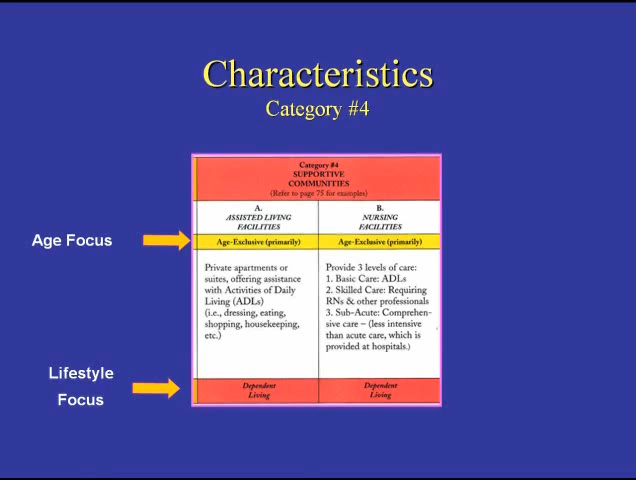 Characteristics
Category #4
Category #4
SUPPORTIVE
COMMUNITIES
(Refer to page 75 for examples)
A.
ASSISTED LIVING
FACILITIES
B.
NURSING
FACILITIES
Age Focus
Age-Exclusive (primarily)
Age-Exclusive (primarily)
Private apartments or
suites, offering assistance
with Activities of Daily
Living (ADLs)
(i.e., dressing, eating,
shopping, housekeeping,
etc.)
Provide 3 levels of care:
1. Basic Care: ADLs
2. Skilled Care: Requiring
RNs & other professionals
3. Sub-Acute: Comprehen-
sive care – (less intensive
than acute care, which is
provided at hospitals.)
Lifestyle
Focus
Dependent
Living
Dependent
Living